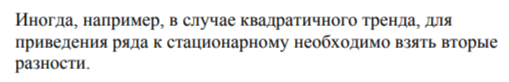 Иногда, например, в случае квадратичного тренда, для
приведения ряда к стационарному необходимо взять вторые
разности.